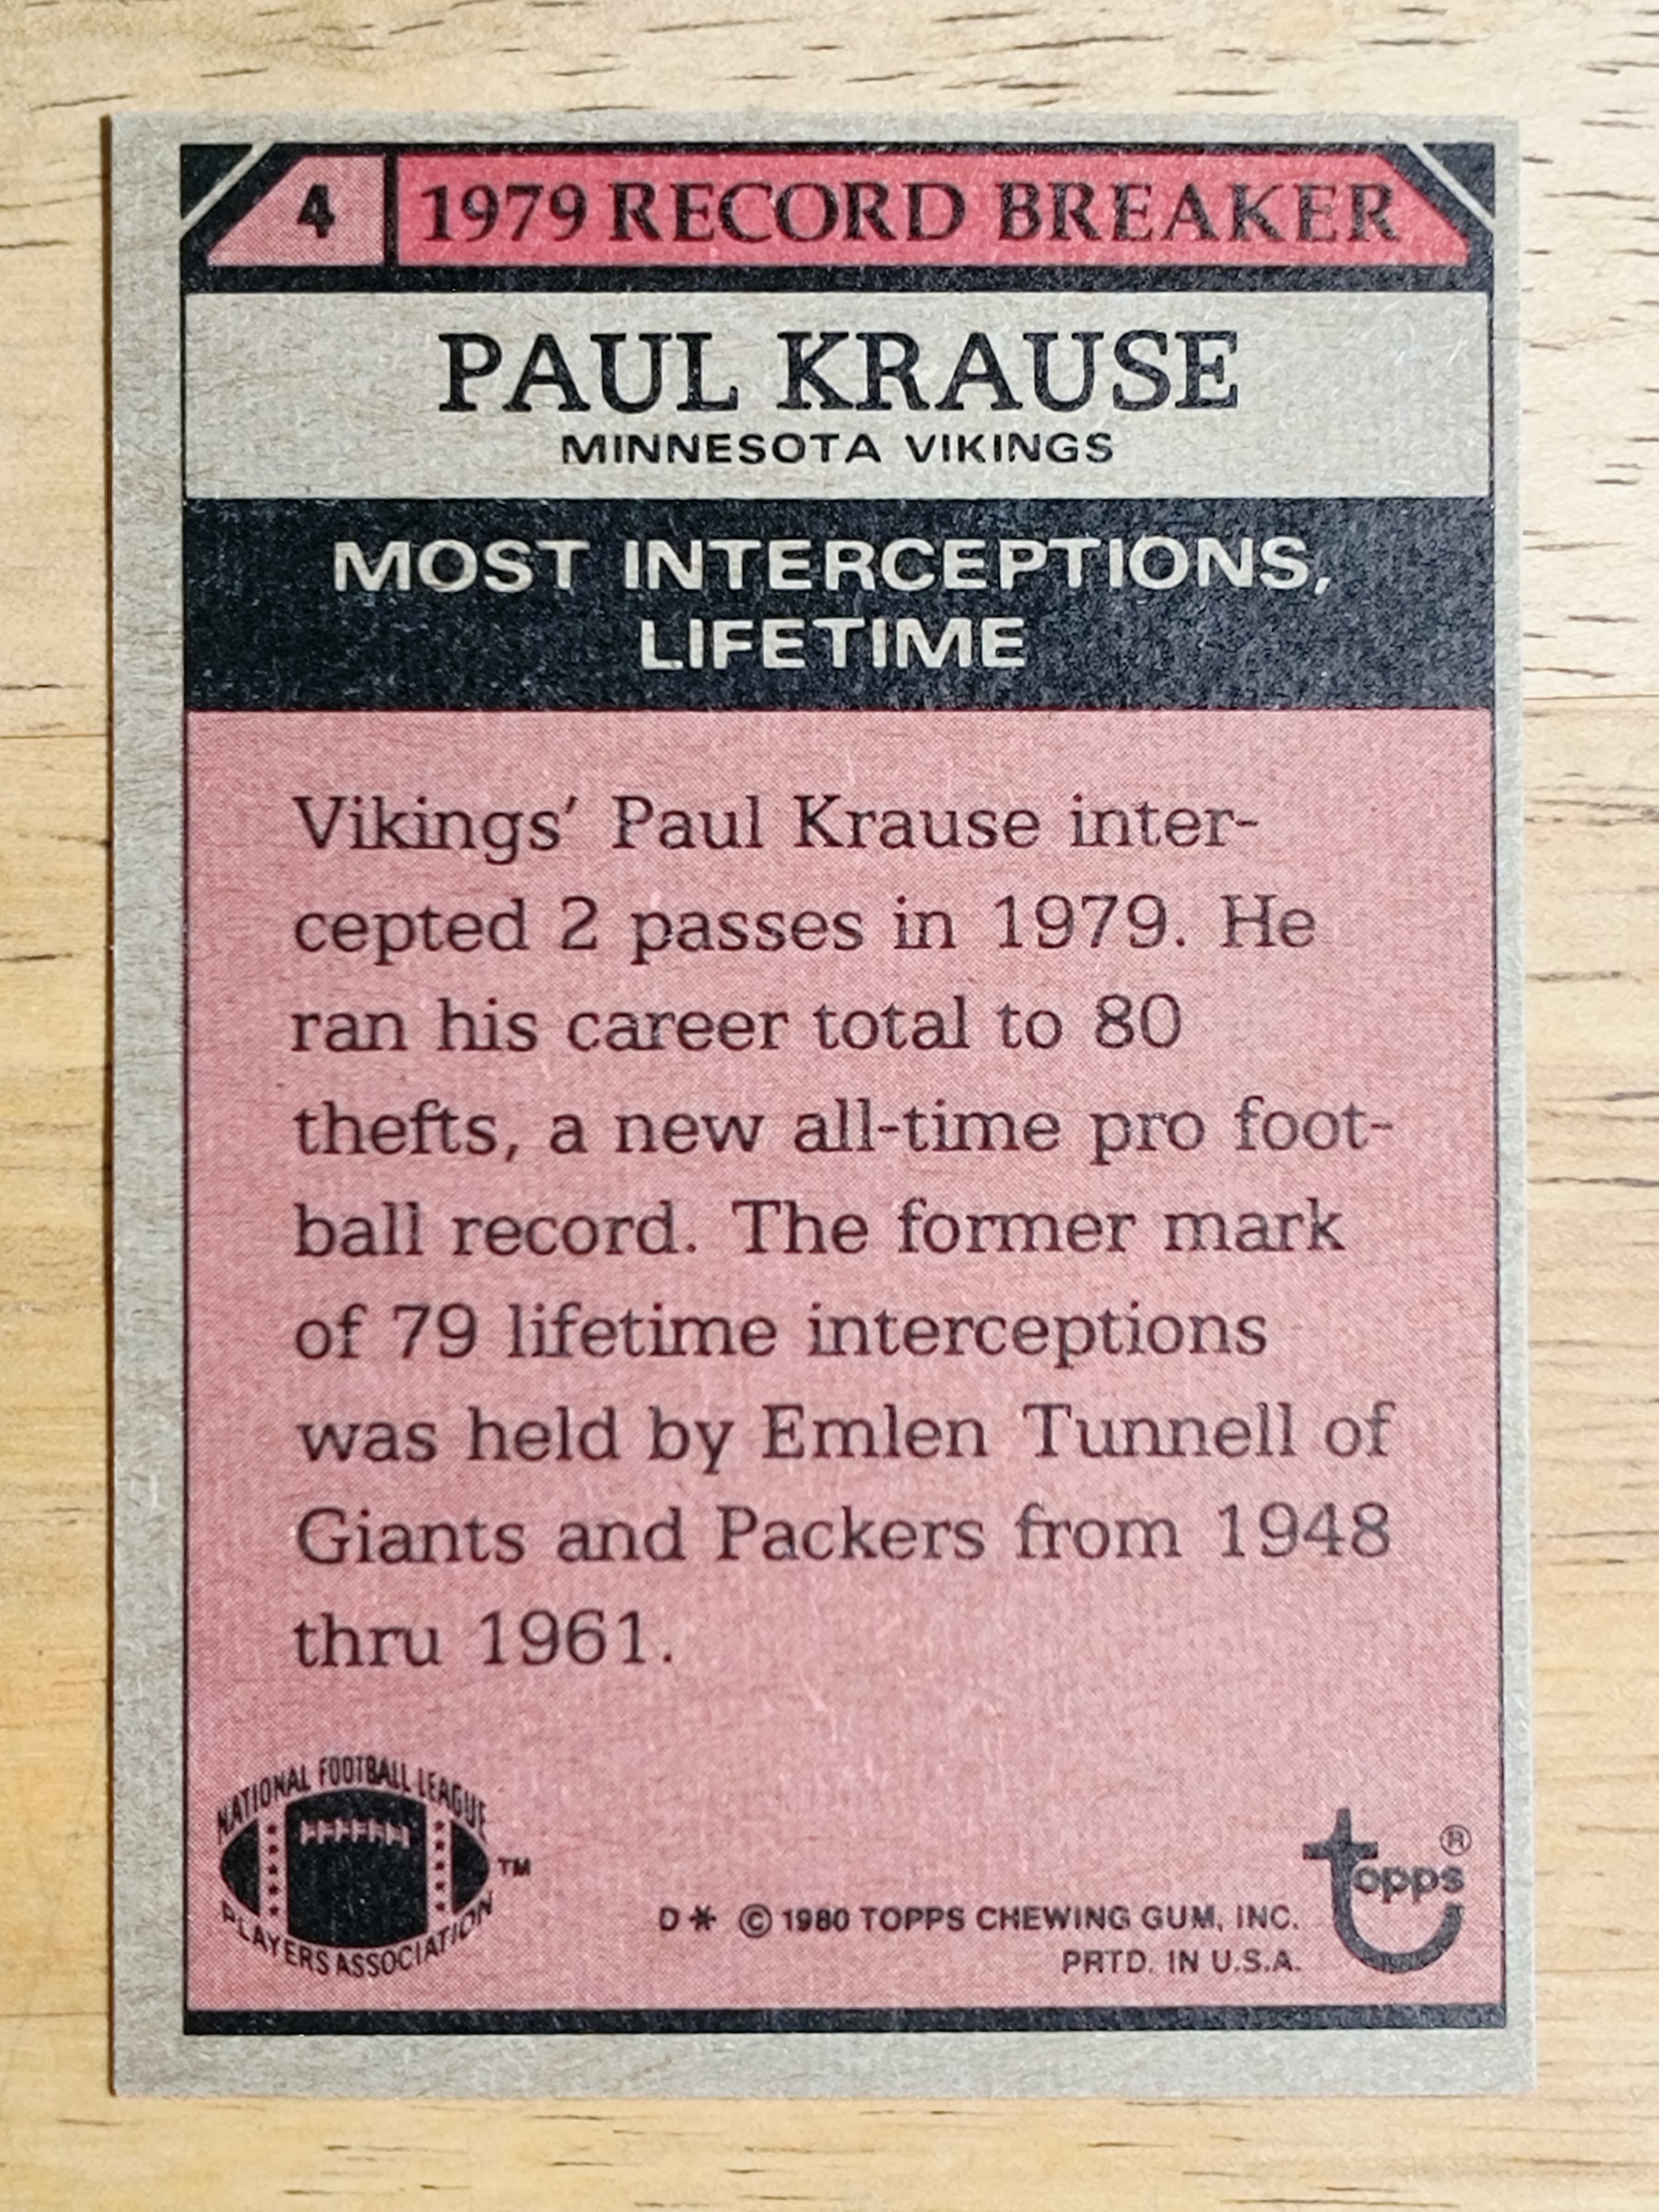 4 1979 RECORD BREAKER
PAUL KRAUSE
MINNESOTA VIKINGS
MOST INTERCEPTIONS,
LIFETIME
Vikings' Paul Krause inter-
cepted 2 passes in 1979. He
ran his career total to 80
thefts, a new all-time pro foot-
ball record. The former mark
of 79 lifetime interceptions
was held by Emlen Tunnell of
Giants and Packers from 1948
thru 1961.
NATIONAL FOOTBALL LEAGUE
PLAYERS ASSOCIATION
TM
D * © 1980 TOPPS CHEWING GUM, INC.
PRTD. IN U.S.A.
topps ®